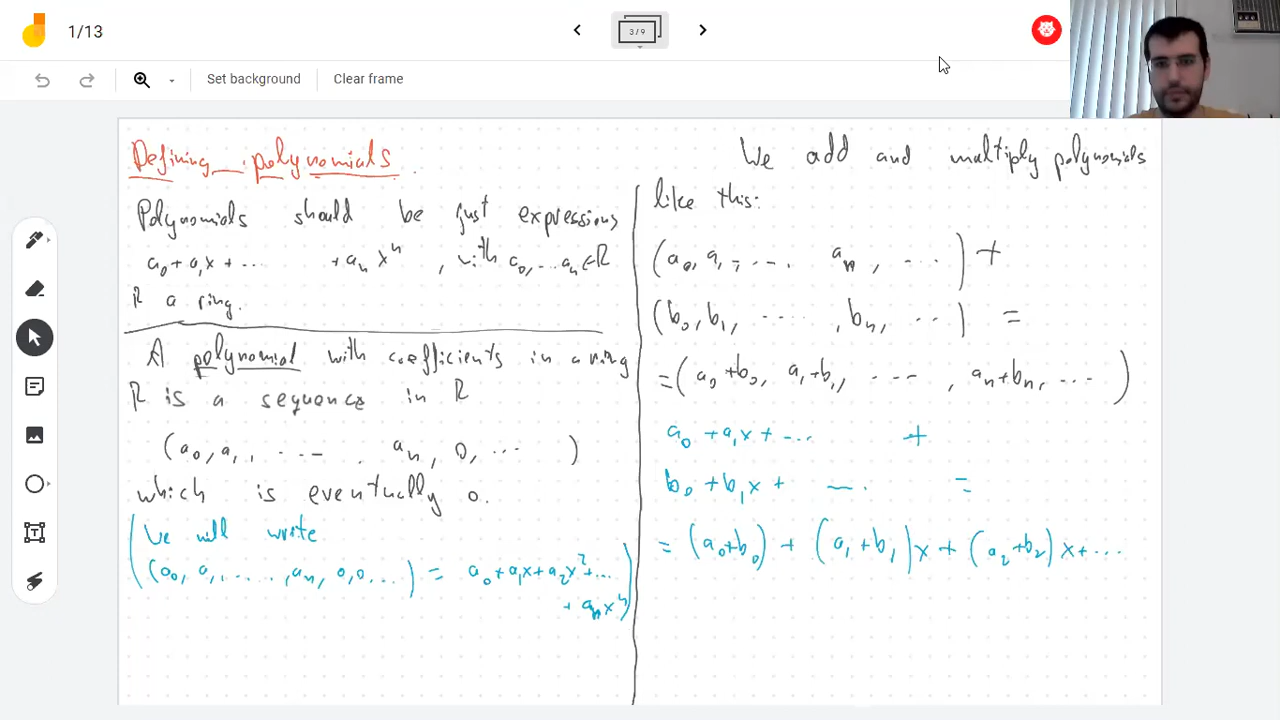 1/13
3/9
Set background
Clear frame
Defining polynomials.
Polynomials should be just expressions
a₀ + a₁x + ... + aₙxⁿ, with a₀, ... aₙ ∈ R
R a ring.
A polynomial with coefficients in a ring
R is a sequence in R
(a₀, a₁, ... . aₙ, 0, ... )
which is eventually 0.
(We will write
(a₀, a₁, ..., aₙ, 0, 0, ...) = a₀ + a₁x + a₂x² + ...
+ aₙxⁿ)
We add and multiply polynomials
like this:
(a₀, a₁, .... aₙ, ...) +
(b₀, b₁, ..., bₙ, ...) =
= (a₀ + b₀, a₁ + b₁, ..., aₙ + bₙ, ...)
a₀ + a₁x + ... +
b₀ + b₁x + ... =
= (a₀ + b₀) + (a₁ + b₁)x + (a₂ + b₂)x + ...